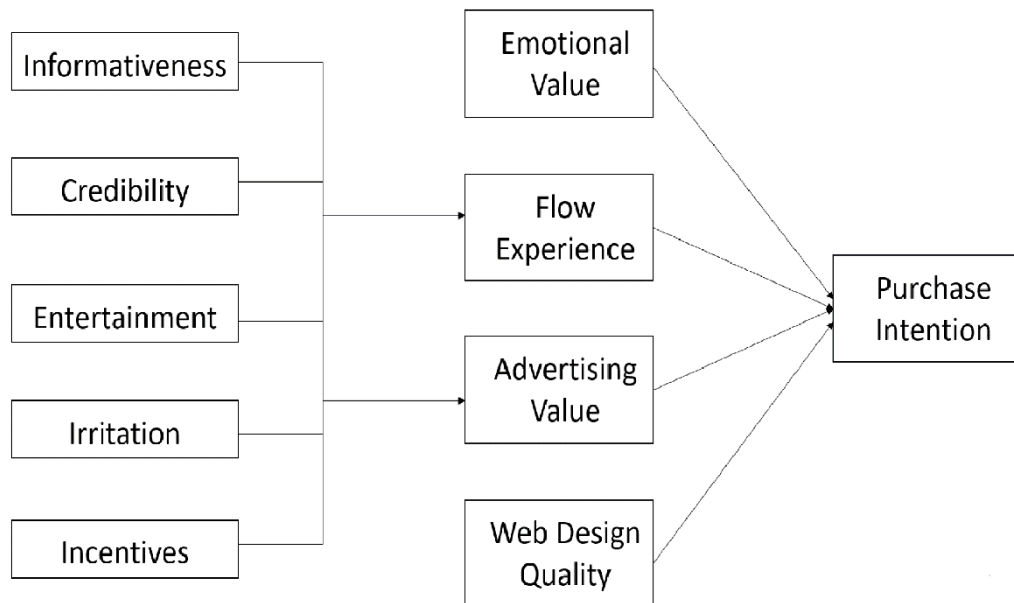 Informativeness
Credibility
Entertainment
Irritation
Incentives
Emotional
Value
Flow
Experience
Advertising
Value
Web Design
Quality
Purchase
Intention